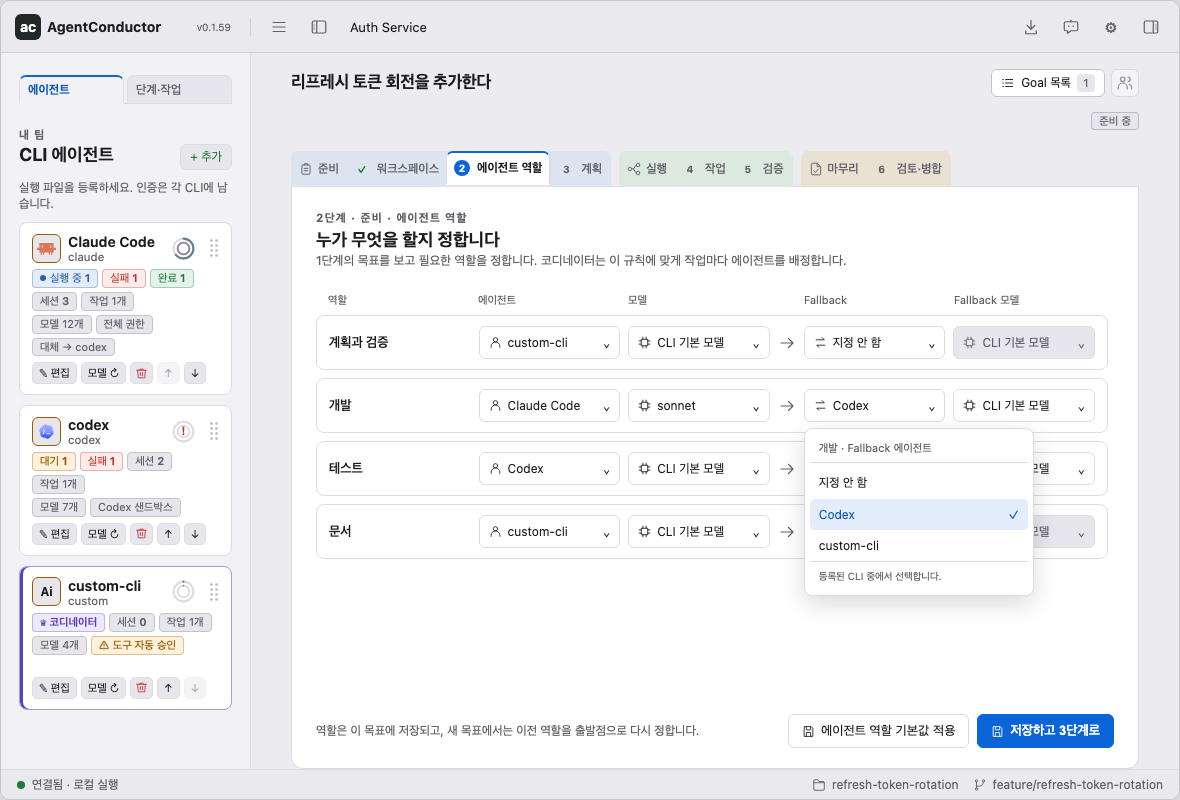 ac AgentConductor v0.1.59 Auth Service
에이전트 단계·작업
내 팀
CLI 에이전트 + 추가
실행 파일을 등록하세요. 인증은 각 CLI에 남
습니다.
Claude Code
claude
실행 중 1 실패 1 완료 1
세션 3 작업 1개
모델 12개 전체 권한
대체 → codex
편집 모델
codex
codex
대기 1 실패 1 세션 2
작업 1개
모델 7개 Codex 샌드박스
편집 모델
Ai custom-cli
custom
코디네이터 세션 0 작업 1개
모델 4개 도구 자동 승인
편집 모델
리프레시 토큰 회전을 추가한다 Goal 목록 1
준비 중
준비 워크스페이스 2 에이전트 역할 3 계획 실행 4 작업 5 검증 마무리 6 검토·병합
2단계 · 준비 · 에이전트 역할
누가 무엇을 할지 정합니다
1단계의 목표를 보고 필요한 역할을 정합니다. 코디네이터는 이 규칙에 맞게 작업마다 에이전트를 배정합니다.
역할 에이전트 모델 Fallback Fallback 모델
계획과 검증 custom-cli CLI 기본 모델 → 지정 안 함 CLI 기본 모델
개발 Claude Code sonnet → Codex CLI 기본 모델
테스트 Codex CLI 기본 모델 → 모델
문서 custom-cli CLI 기본 모델 → 모델
개발 · Fallback 에이전트
지정 안 함
Codex
custom-cli
등록된 CLI 중에서 선택합니다.
역할은 이 목표에 저장되고, 새 목표에서는 이전 역할을 출발점으로 다시 정합니다. 에이전트 역할 기본값 적용 저장하고 3단계로
연결됨 · 로컬 실행 refresh-token-rotation feature/refresh-token-rotation